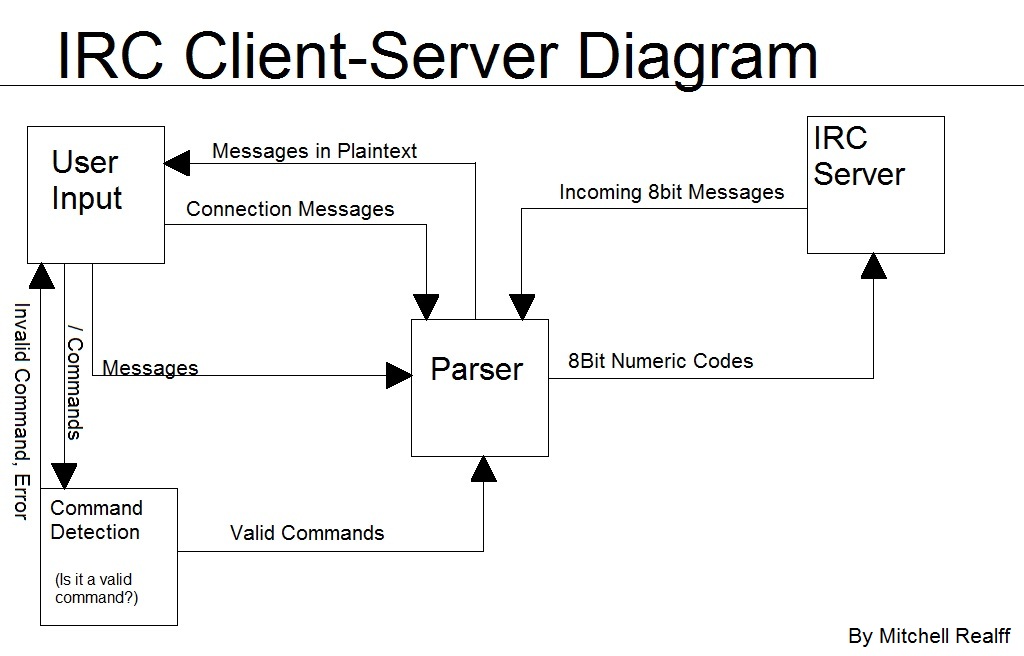 IRC Client-Server Diagram
User
Input
Messages in Plaintext
Connection Messages
Incoming 8bit Messages
IRC
Server
Invalid Command, Error
/ Commands
Messages
Parser
8Bit Numeric Codes
Command
Detection
(Is it a valid
command?)
Valid Commands
By Mitchell Realff